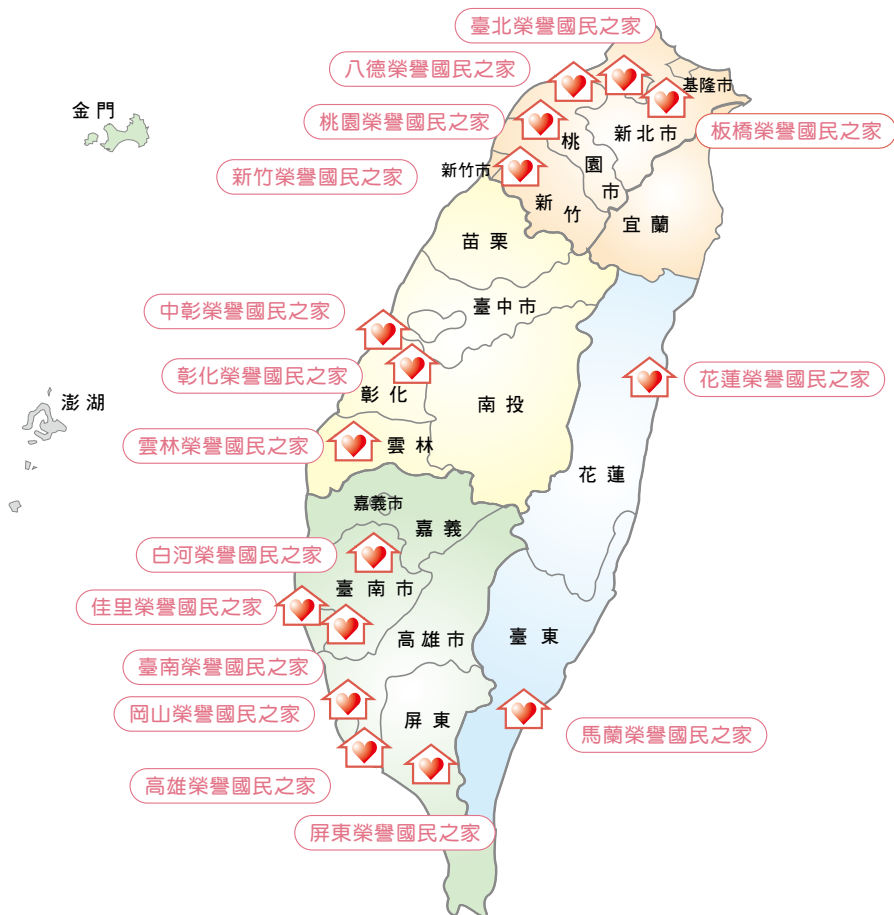 臺北榮譽國民之家
八德榮譽國民之家
基隆市
金門
桃園榮譽國民之家
板橋榮譽國民之家
新北市
桃園市
新竹市
新竹榮譽國民之家
新竹
宜蘭
苗栗
臺中市
中彰榮譽國民之家
彰化榮譽國民之家
花蓮榮譽國民之家
彰化
南投
澎湖
雲林榮譽國民之家
雲林
花蓮
嘉義市
嘉義
白河榮譽國民之家
臺南市
佳里榮譽國民之家
高雄市
臺東
臺南榮譽國民之家
岡山榮譽國民之家
屏東
馬蘭榮譽國民之家
高雄榮譽國民之家
屏東榮譽國民之家